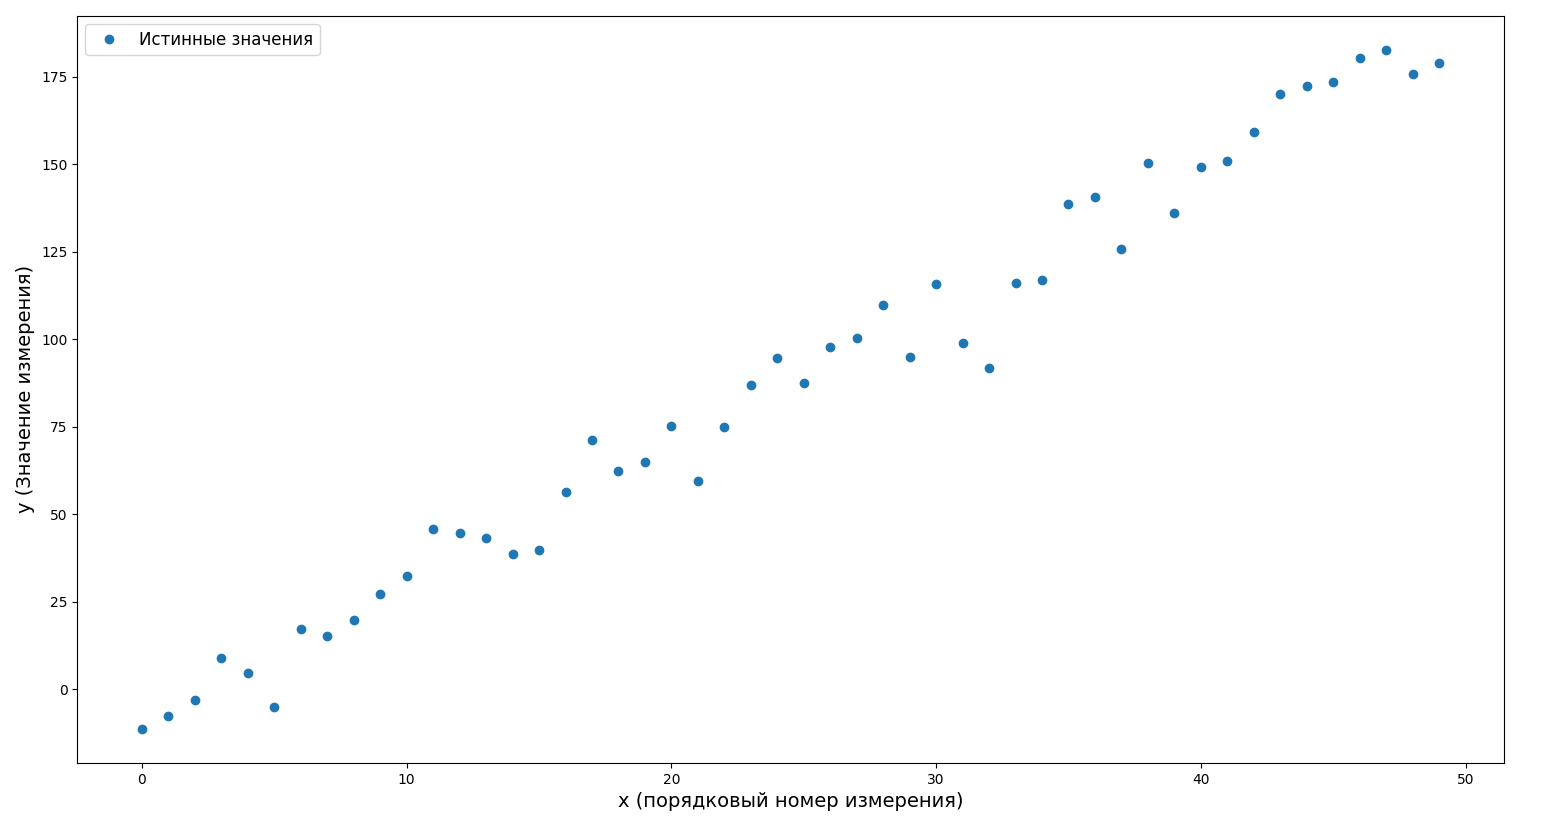 Истинные значения
175
150
125
100
75
50
25
0
y (Значение измерения)
0 10 20 30 40 50
x (порядковый номер измерения)